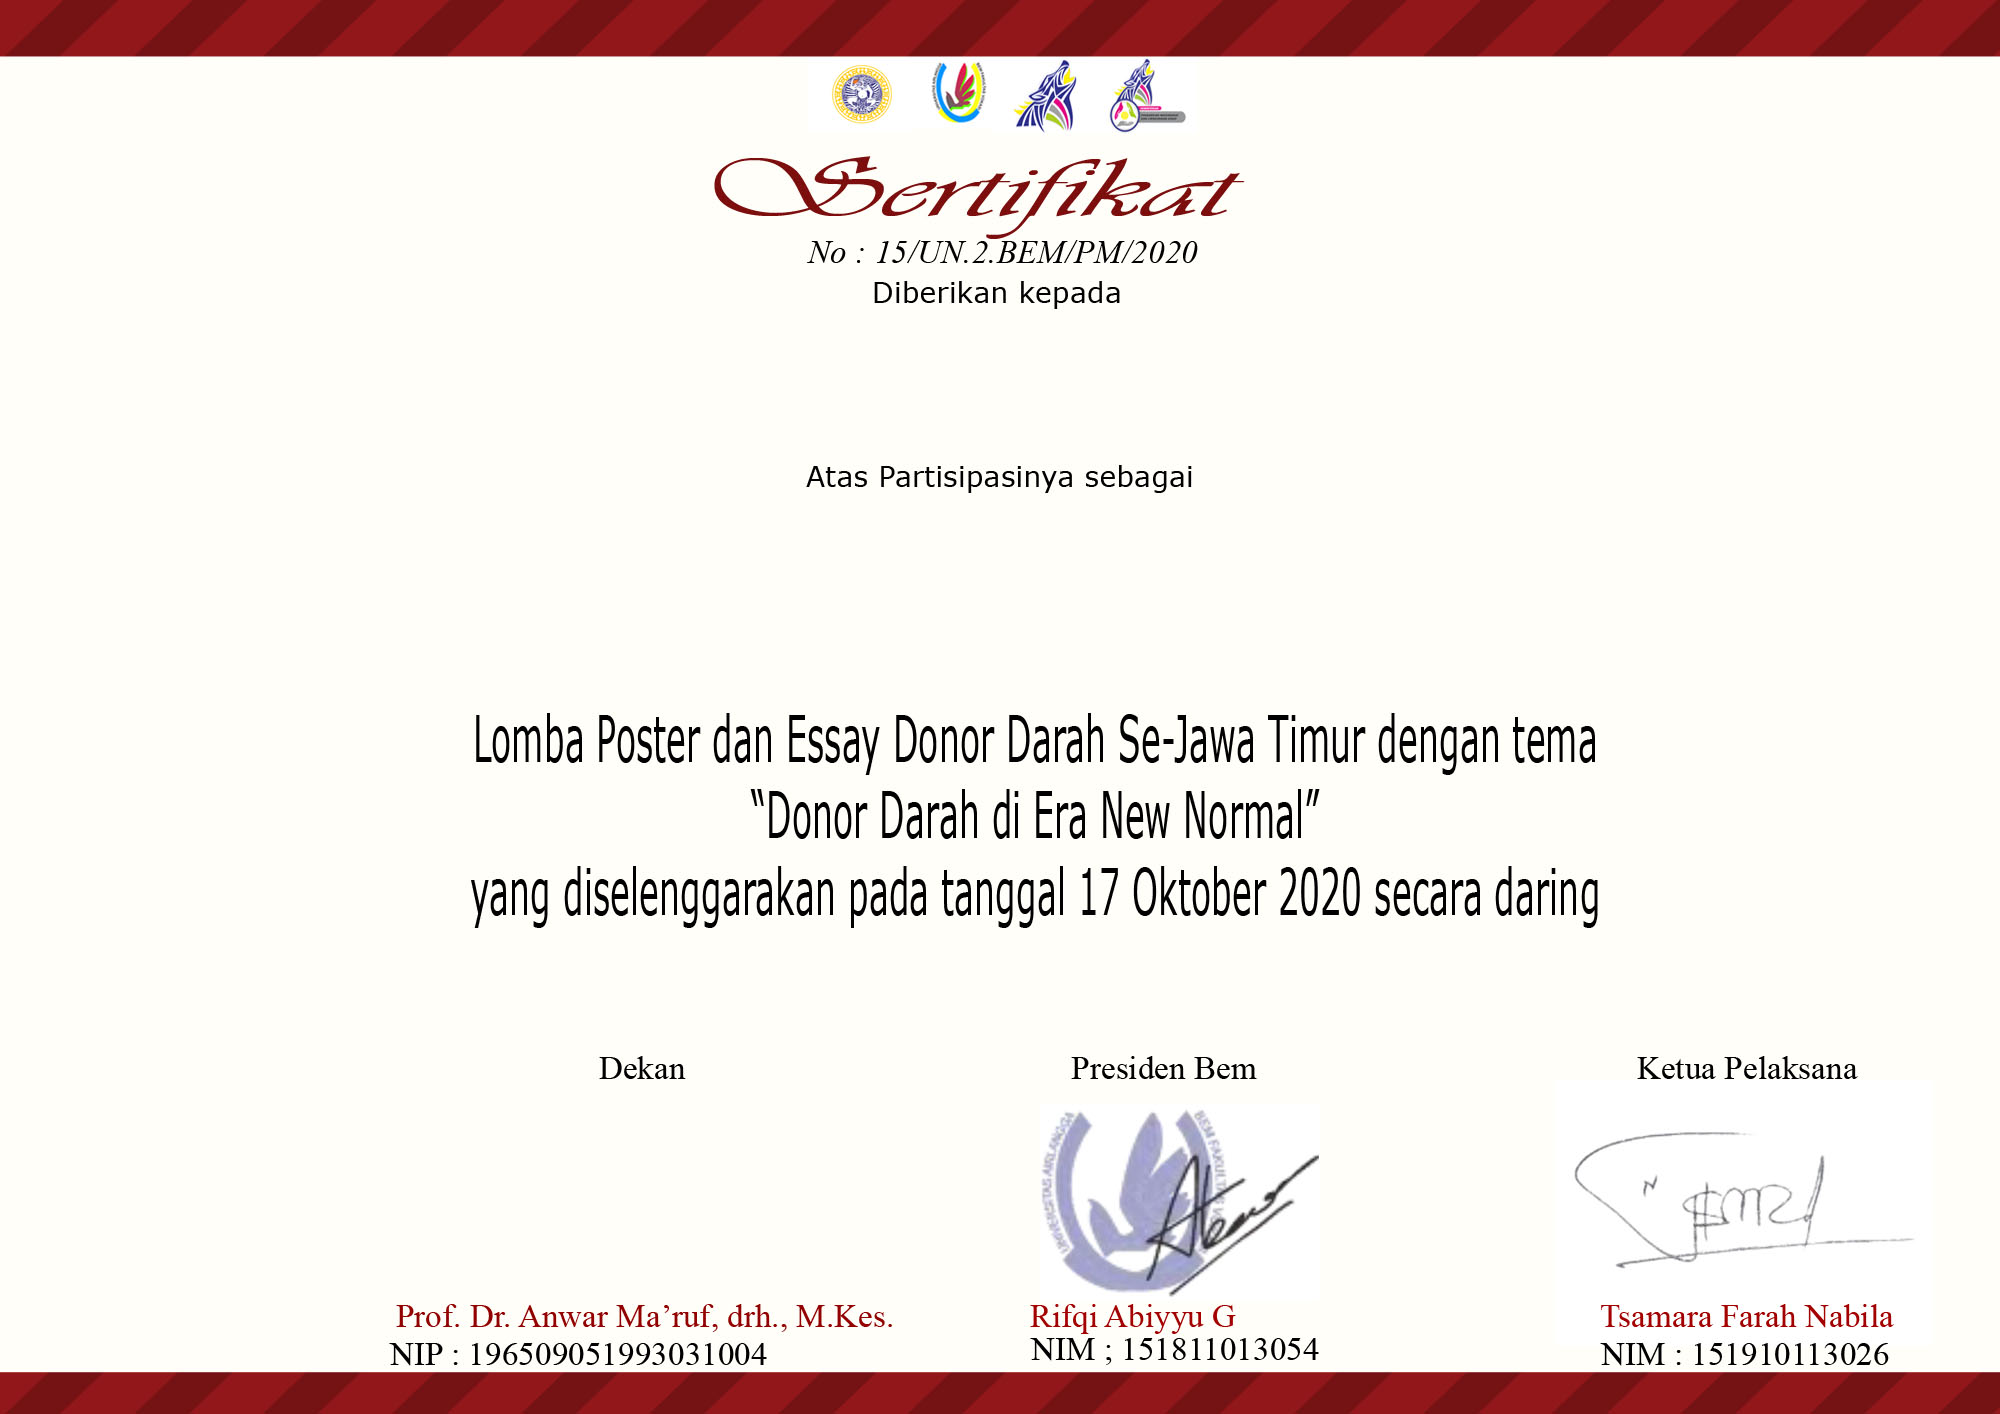 Sertifikat
No : 15/UN.2.BEM/PM/2020
Diberikan kepada
Atas Partisipasinya sebagai
Lomba Poster dan Essay Donor Darah Se-Jawa Timur dengan tema
“Donor Darah di Era New Normal”
yang diselenggarakan pada tanggal 17 Oktober 2020 secara daring
Dekan
Presiden Bem
Ketua Pelaksana
UNIVERSITAS AIRLANGGA
BEM FAKULTAS
Prof. Dr. Anwar Ma’ruf, drh., M.Kes.
NIP : 196509051993031004
Rifqi Abiyyu G
NIM ; 151811013054
Tsamara Farah Nabila
NIM : 151910113026